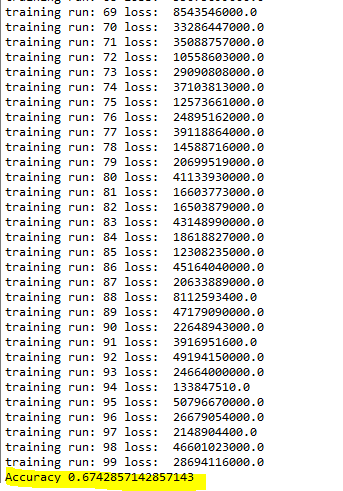 training run: 70 loss:  33286447000.0
training run: 71 loss:  35088757000.0
training run: 72 loss:  10558603000.0
training run: 73 loss:  29090808000.0
training run: 74 loss:  37103813000.0
training run: 75 loss:  12573661000.0
training run: 76 loss:  24895162000.0
training run: 77 loss:  39118864000.0
training run: 78 loss:  14588716000.0
training run: 79 loss:  20699519000.0
training run: 80 loss:  41133930000.0
training run: 81 loss:  16603773000.0
training run: 82 loss:  16503879000.0
training run: 83 loss:  43148990000.0
training run: 84 loss:  18618827000.0
training run: 85 loss:  12308235000.0
training run: 86 loss:  45164040000.0
training run: 87 loss:  20633889000.0
training run: 88 loss:  8112593400.0
training run: 89 loss:  47179090000.0
training run: 90 loss:  22648943000.0
training run: 91 loss:  3916951600.0
training run: 92 loss:  49194150000.0
training run: 93 loss:  24664000000.0
training run: 94 loss:  133847510.0
training run: 95 loss:  50796670000.0
training run: 96 loss:  26679054000.0
training run: 97 loss:  2148904400.0
training run: 98 loss:  46601023000.0
training run: 99 loss:  28694116000.0
Accuracy 0.6742857142857143